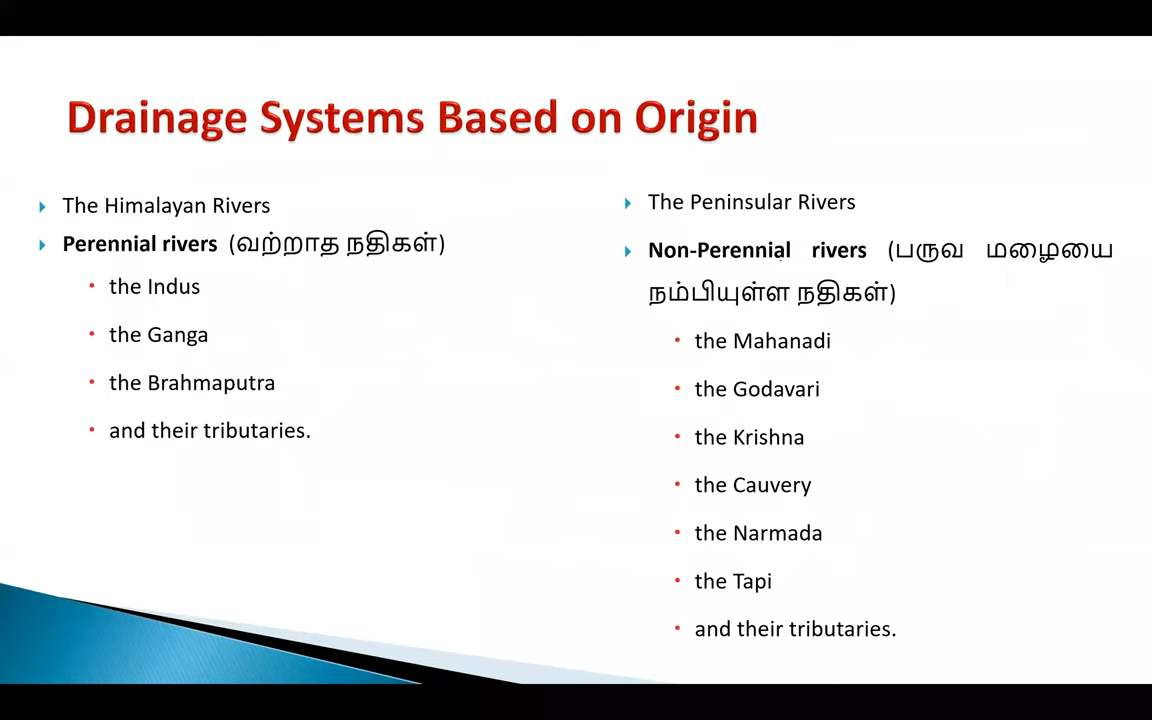 Drainage Systems Based on Origin
The Himalayan Rivers
Perennial rivers (வற்றாத நதிகள்)
the Indus
the Ganga
the Brahmaputra
and their tributaries.
The Peninsular Rivers
Non-Perennial rivers (பருவ மழையை
நம்பியுள்ள நதிகள்)
the Mahanadi
the Godavari
the Krishna
the Cauvery
the Narmada
the Tapi
and their tributaries.